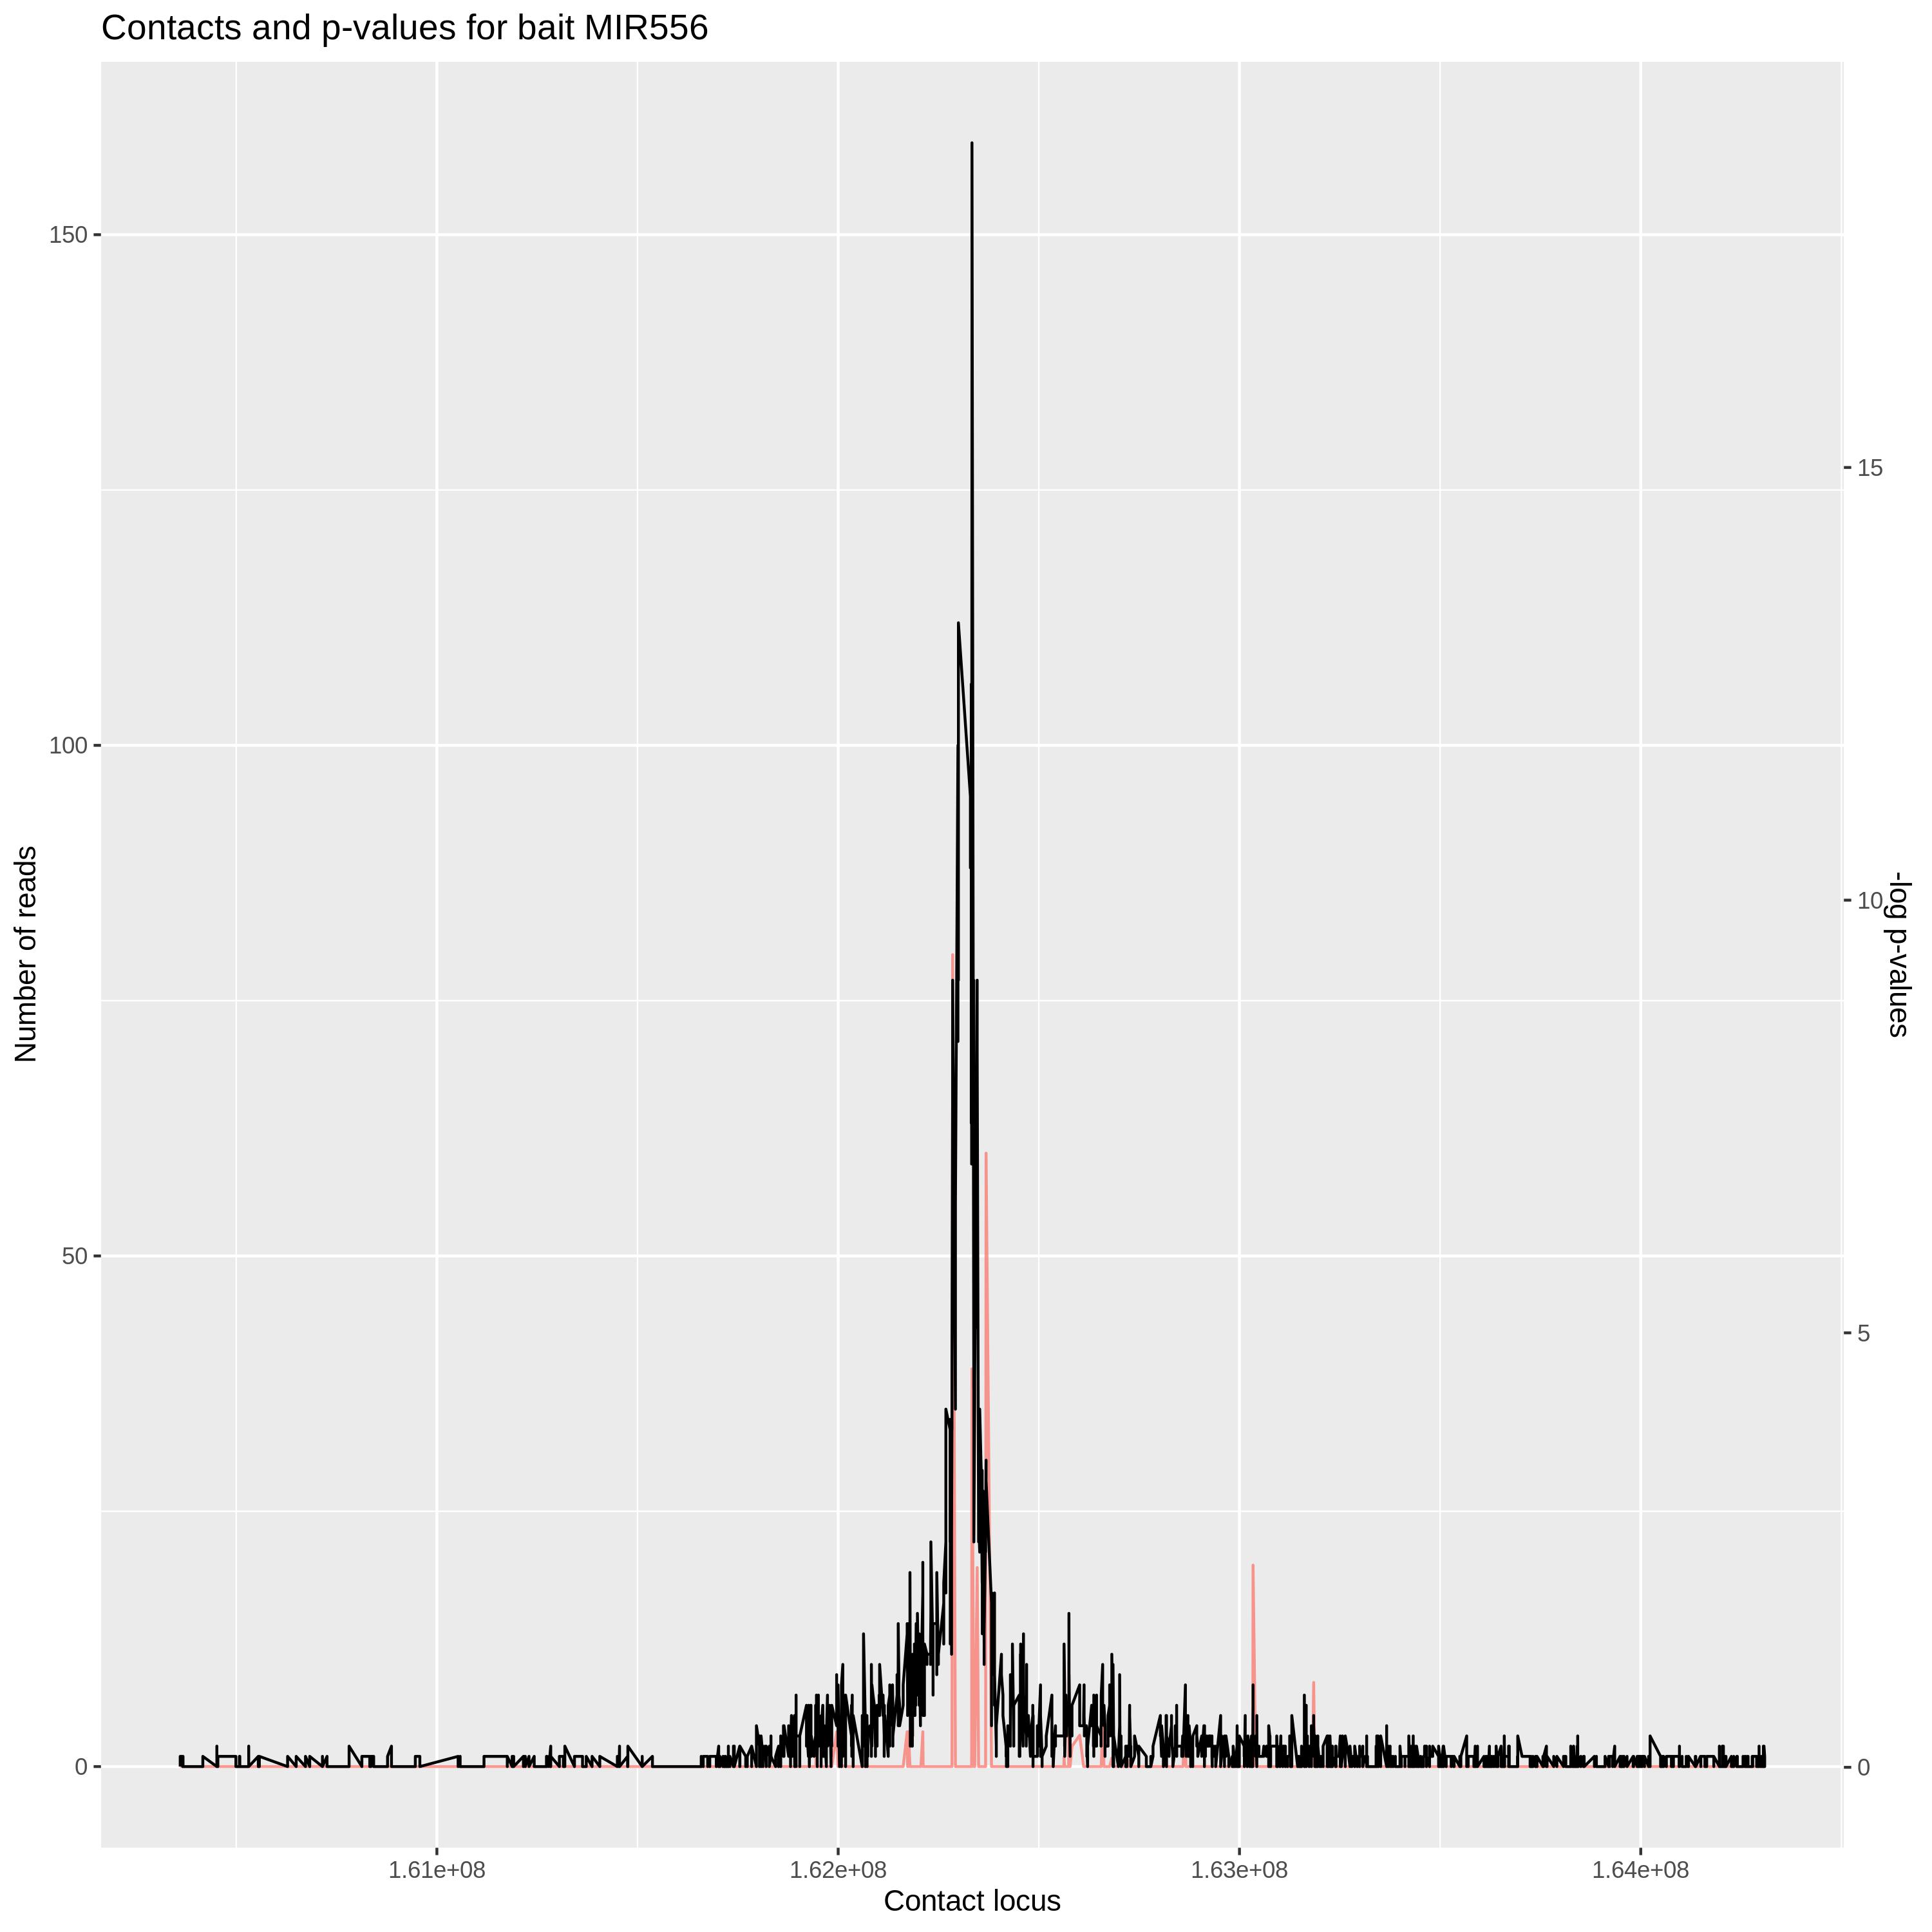 Contacts and p-values for bait MIR556
Number of reads
150
100
50
0
15
10
5
0
-log p-values
1.61e+08
1.62e+08
1.63e+08
1.64e+08
Contact locus